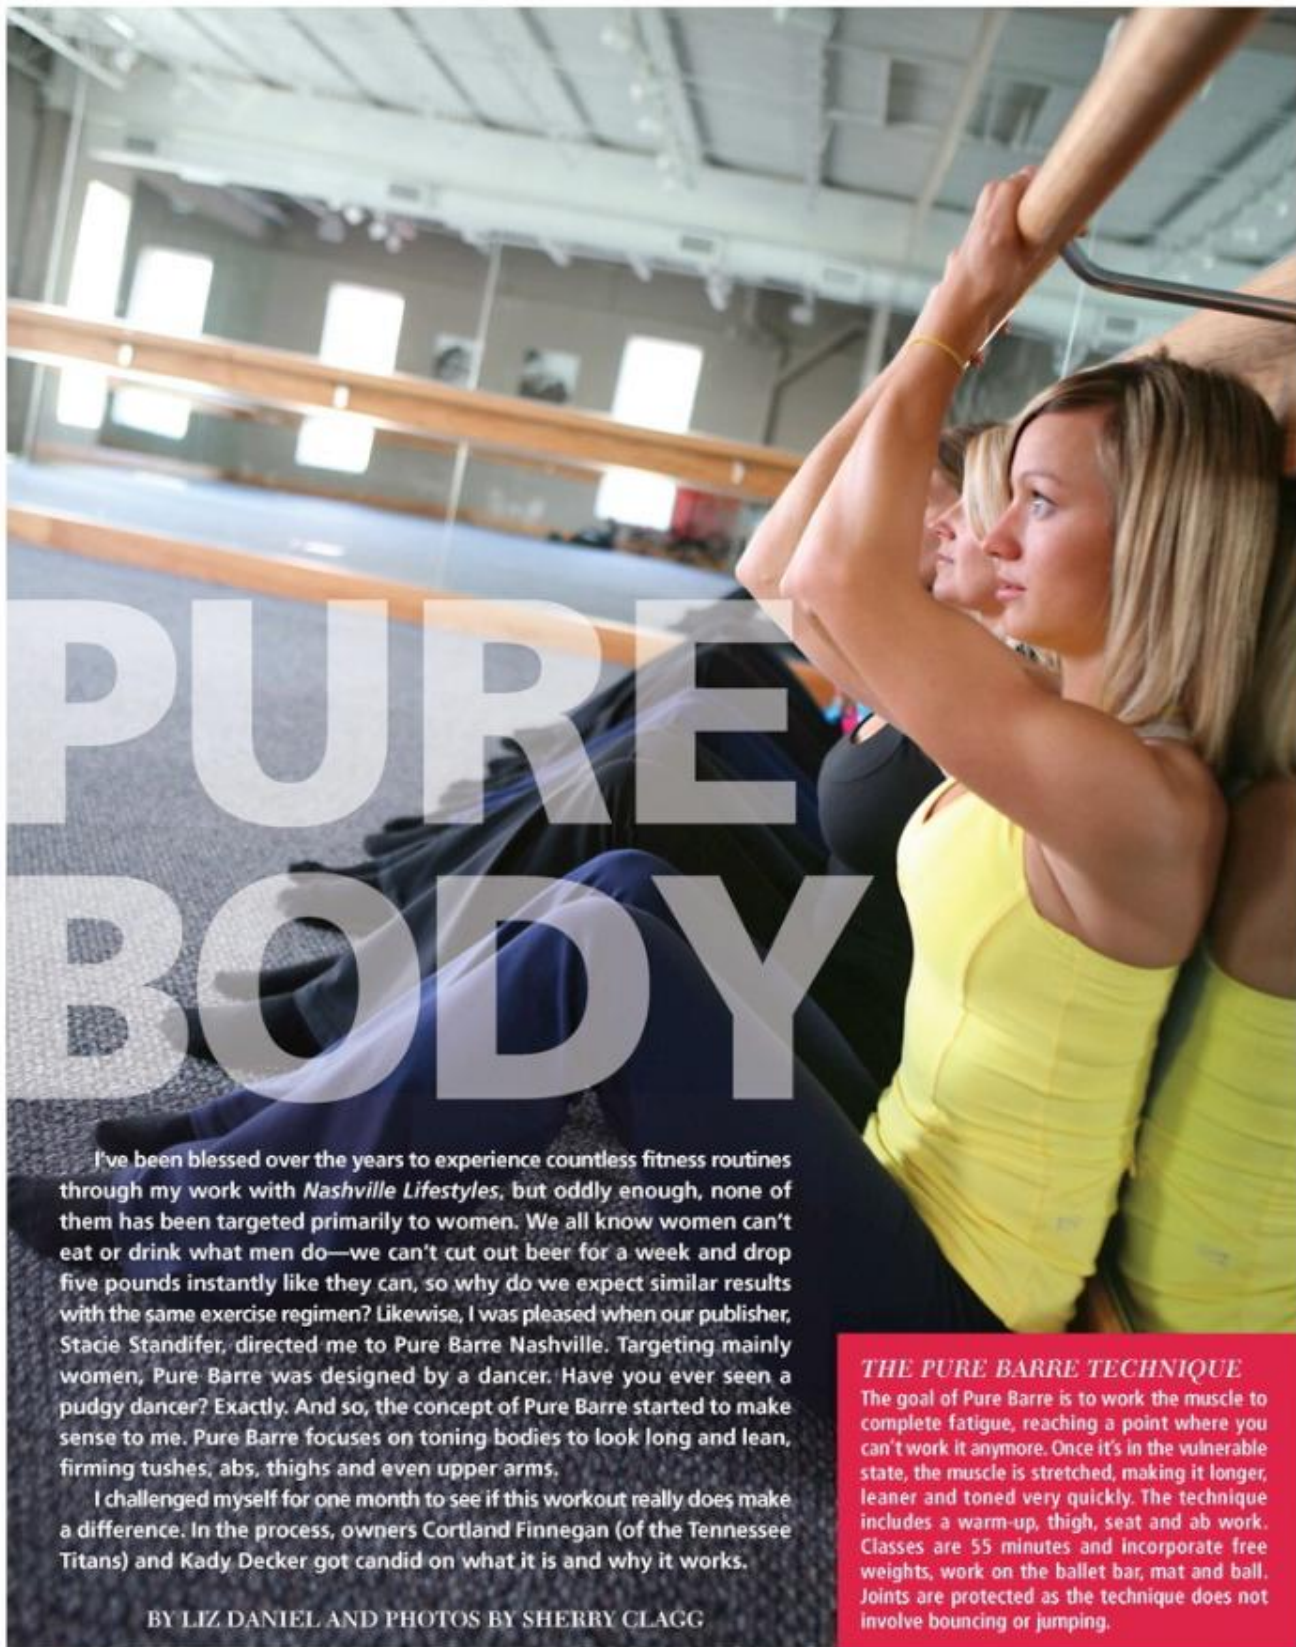 PURE
BODY
I've been blessed over the years to experience countless fitness routines
through my work with Nashville Lifestyles, but oddly enough, none of
them has been targeted primarily to women. We all know women can't
eat or drink what men do—we can't cut out beer for a week and drop
five pounds instantly like they can, so why do we expect similar results
with the same exercise regimen? Likewise, I was pleased when our publisher,
Stacie Standifer, directed me to Pure Barre Nashville. Targeting mainly
women, Pure Barre was designed by a dancer. Have you ever seen a
pudgy dancer? Exactly. And so, the concept of Pure Barre started to make
sense to me. Pure Barre focuses on toning bodies to look long and lean,
firming tushes, abs, thighs and even upper arms.
I challenged myself for one month to see if this workout really does make
a difference. In the process, owners Cortland Finnegan (of the Tennessee
Titans) and Kady Decker got candid on what it is and why it works.
BY LIZ DANIEL AND PHOTOS BY SHERRY CLAGG
THE PURE BARRE TECHNIQUE
The goal of Pure Barre is to work the muscle to
complete fatigue, reaching a point where you
can't work it anymore. Once it's in the vulnerable
state, the muscle is stretched, making it longer,
leaner and toned very quickly. The technique
includes a warm-up, thigh, seat and ab work.
Classes are 55 minutes and incorporate free
weights, work on the ballet bar, mat and ball.
Joints are protected as the technique does not
involve bouncing or jumping.